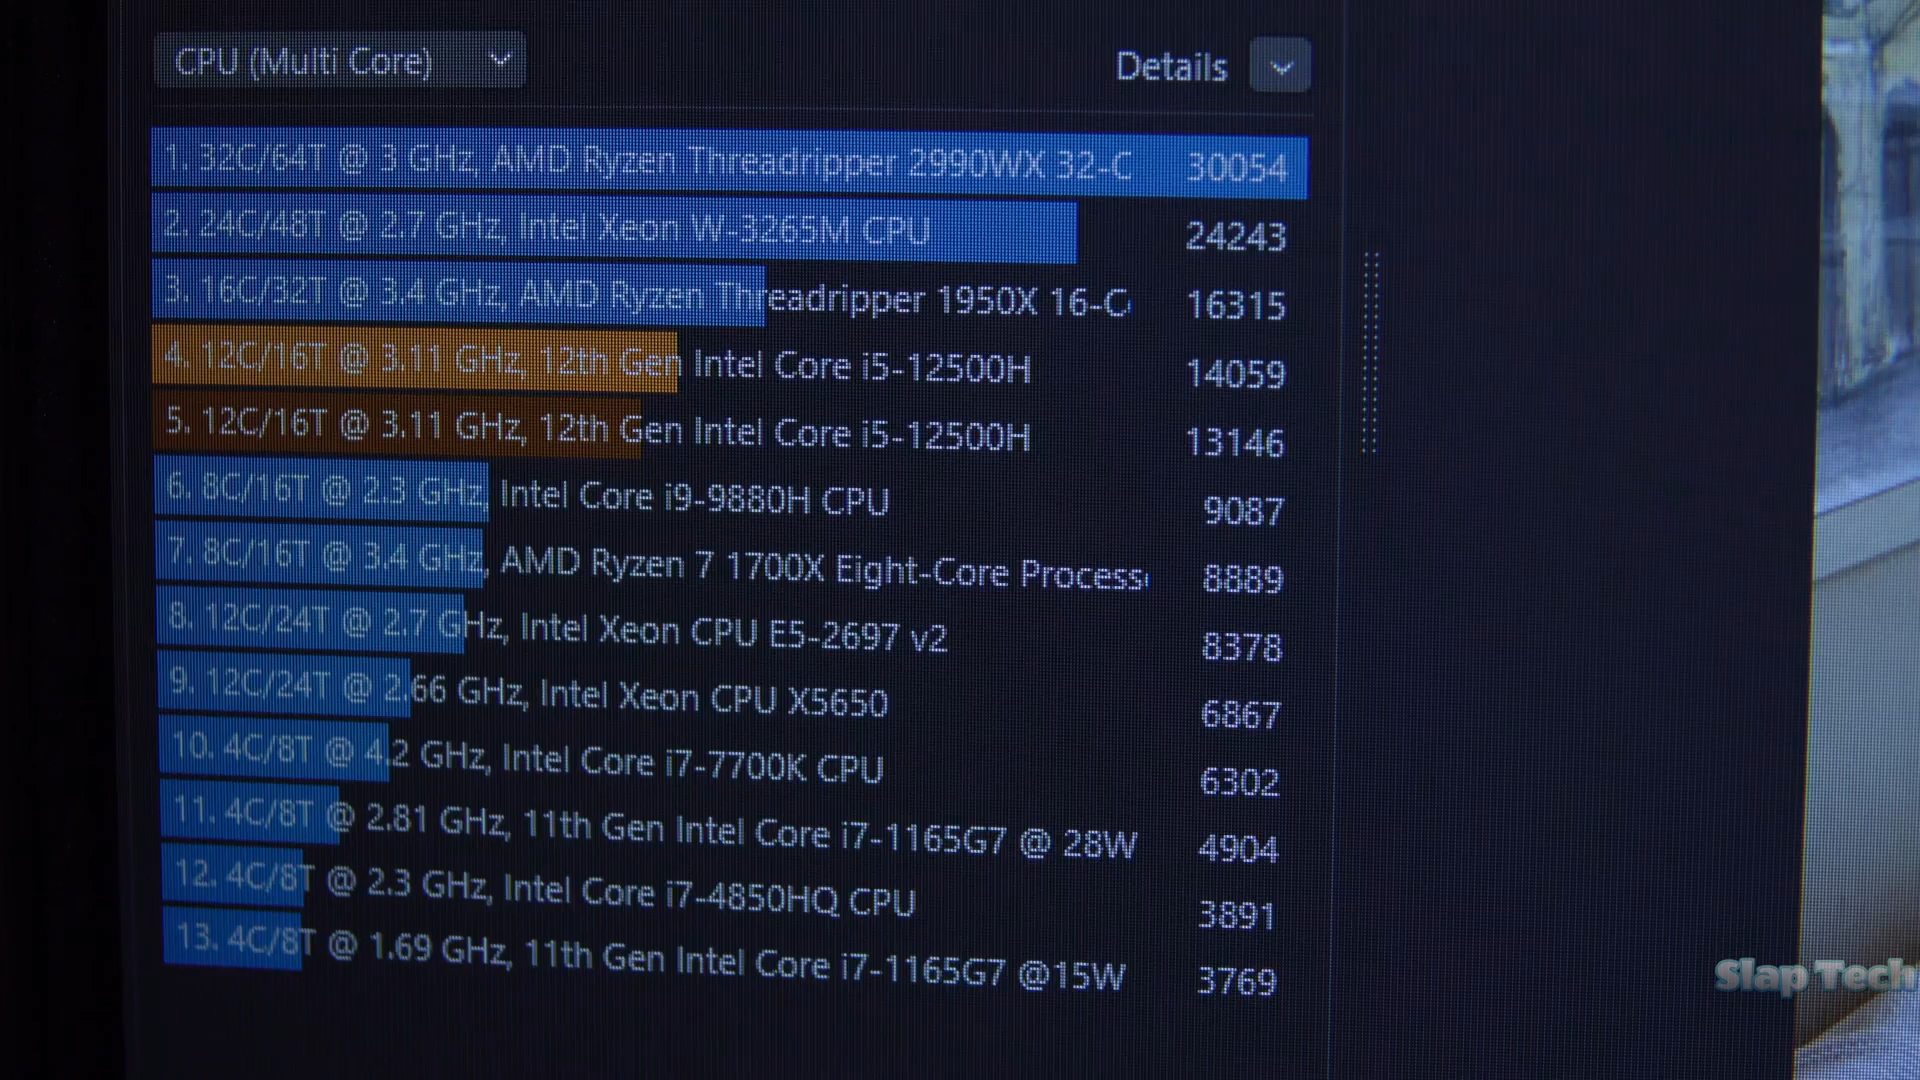 CPU (Multi Core)
Details
1. 32C/64T @ 3 GHz, AMD Ryzen Threadripper 2990WX 32-C 30054
2. 24C/48T @ 2.7 GHz, Intel Xeon W-3265M CPU 24243
3. 16C/32T @ 3.4 GHz, AMD Ryzen Threadripper 1950X 16-C 16315
4. 12C/16T @ 3.11 GHz, 12th Gen Intel Core i5-12500H 14059
5. 12C/16T @ 3.11 GHz, 12th Gen Intel Core i5-12500H 13146
6. 8C/16T @ 2.3 GHz, Intel Core i9-9880H CPU 9087
7. 8C/16T @ 3.4 GHz, AMD Ryzen 7 1700X Eight-Core Process 8889
8. 12C/24T @ 2.7 GHz, Intel Xeon CPU E5-2697 v2 8378
9. 12C/24T @ 2.66 GHz, Intel Xeon CPU X5650 6867
10. 4C/8T @ 4.2 GHz, Intel Core i7-7700K CPU 6302
11. 4C/8T @ 2.81 GHz, 11th Gen Intel Core i7-1165G7 @ 28W 4904
12. 4C/8T @ 2.3 GHz, Intel Core i7-4850HQ CPU 3891
13. 4C/8T @ 1.69 GHz, 11th Gen Intel Core i7-1165G7 @15W 3769
Slap Tech